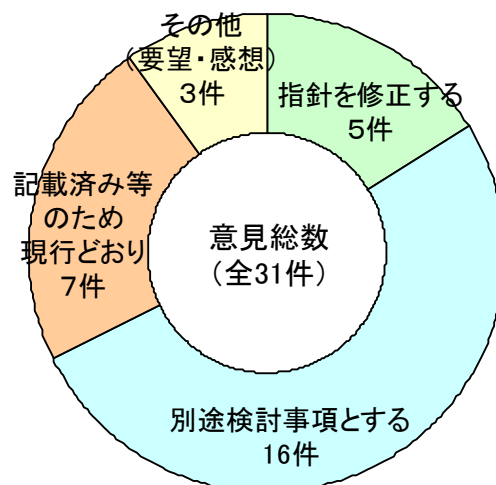 その他
（要望・感想）
３件
指針を修正する
５件
記載済み等
のため
現行どおり
７件
意見総数
（全31件）
別途検討事項とする
16件